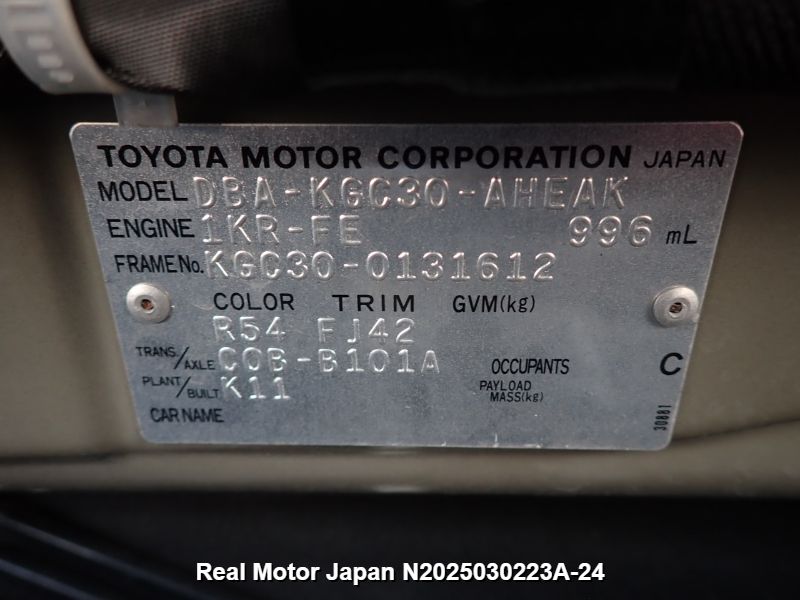 TOYOTA MOTOR CORPORATION JAPAN
MODEL DBA-KGC30-AHEAK
ENGINE 1KR-FE 996 mL
FRAME No. KGC30-0131612
COLOR TRIM GVM(kg)
R54 FJ42
TRANS./AXLE C0B-B101A OCCUPANTS C
PLANT/BUILT K11 PAYLOAD MASS(kg)
CAR NAME 30881
Real Motor Japan N2025030223A-24